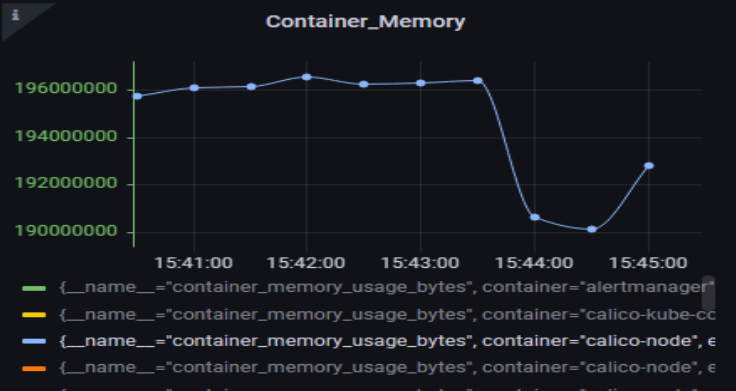 i
Container_Memory
196000000
194000000
192000000
190000000
15:41:00 15:42:00 15:43:00 15:44:00 15:45:00
{__name__="container_memory_usage_bytes", container="alertmanager"
{__name__="container_memory_usage_bytes", container="calico-kube-co
{__name__="container_memory_usage_bytes", container="calico-node", e
{__name__="container_memory_usage_bytes", container="calico-node", e